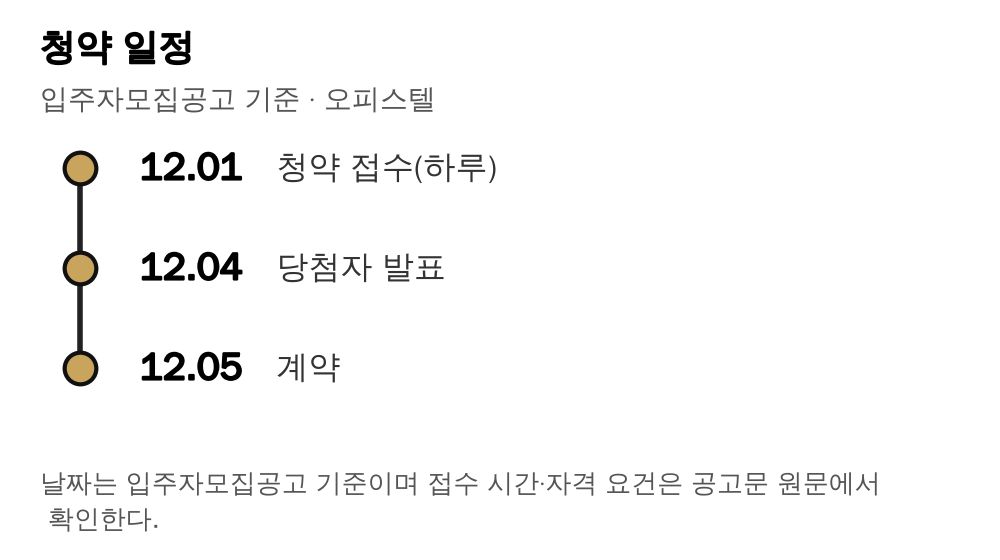 청약 일정
입주자모집공고 기준 · 오피스텔
12.01 청약 접수(하루)
12.04 당첨자 발표
12.05 계약
날짜는 입주자모집공고 기준이며 접수 시간·자격 요건은 공고문 원문에서
확인한다.